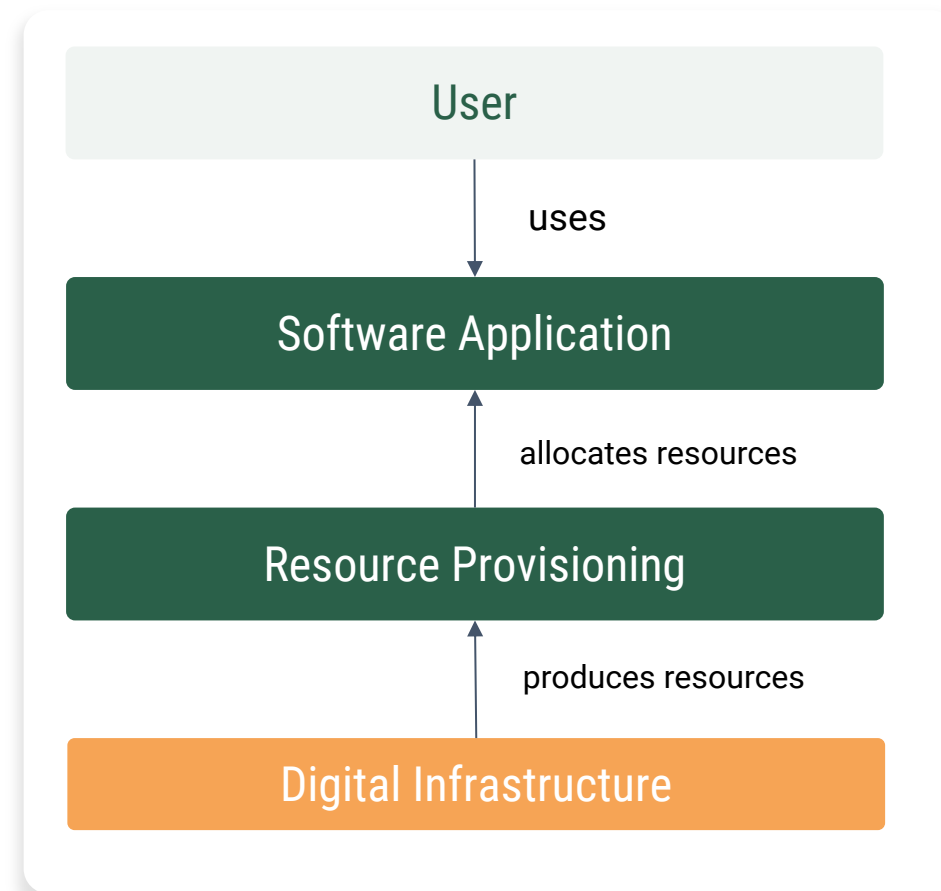 User
uses
Software Application
allocates resources
Resource Provisioning
produces resources
Digital Infrastructure